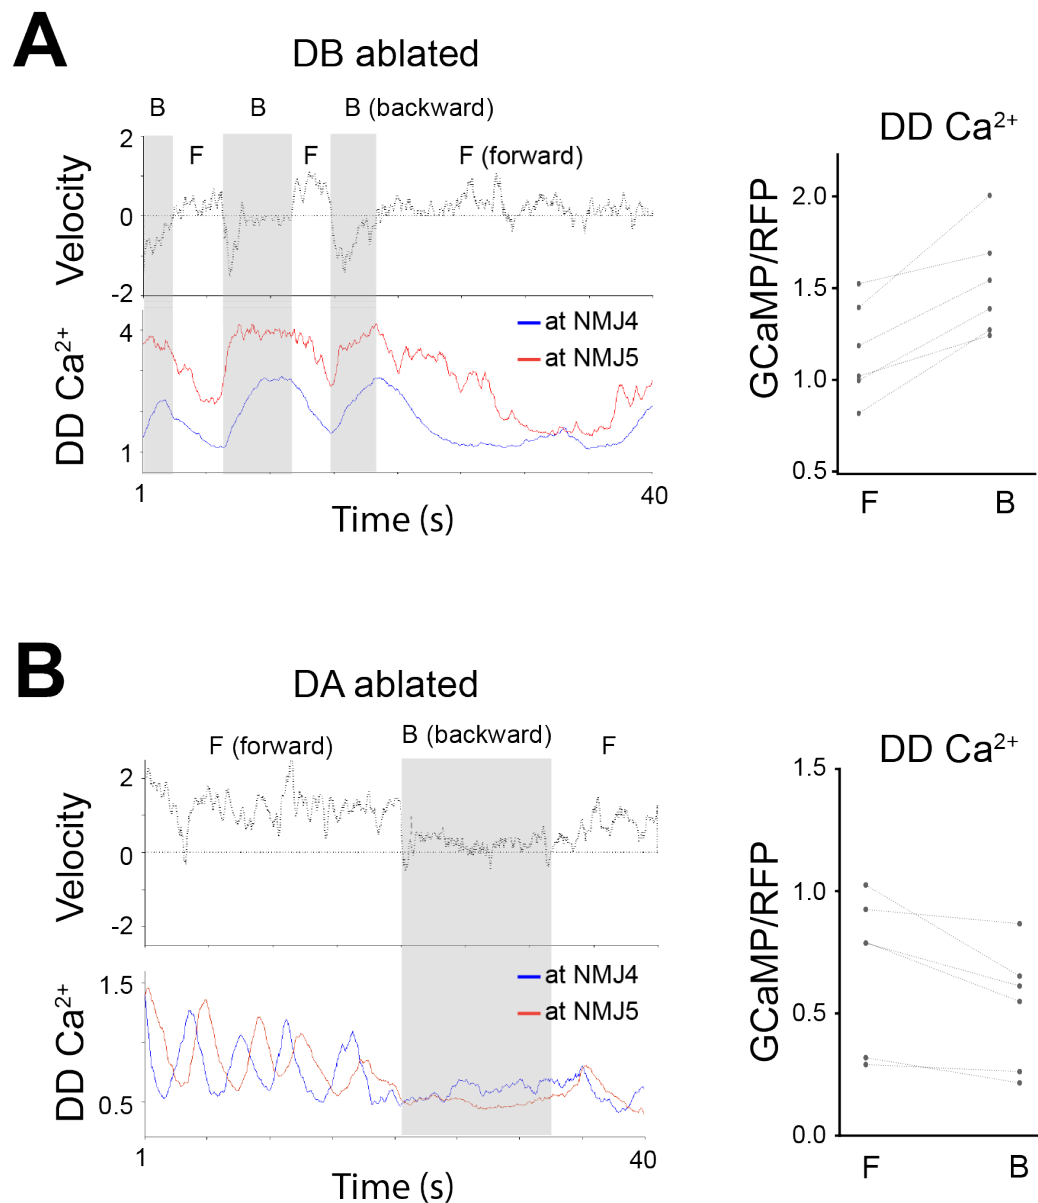 A
DB ablated
B B B (backward)
F F F (forward)
2
0
-2
Velocity
4
1
DD Ca²⁺
at NMJ4
at NMJ5
1 40
Time (s)
DD Ca²⁺
GCaMP/RFP
2.0
1.5
1.0
0.5
F B
B
DA ablated
F (forward) B (backward) F
2
0
-2
Velocity
1.5
0.5
DD Ca²⁺
at NMJ4
at NMJ5
1 40
Time (s)
DD Ca²⁺
GCaMP/RFP
1.5
1.0
0.5
0.0
F B